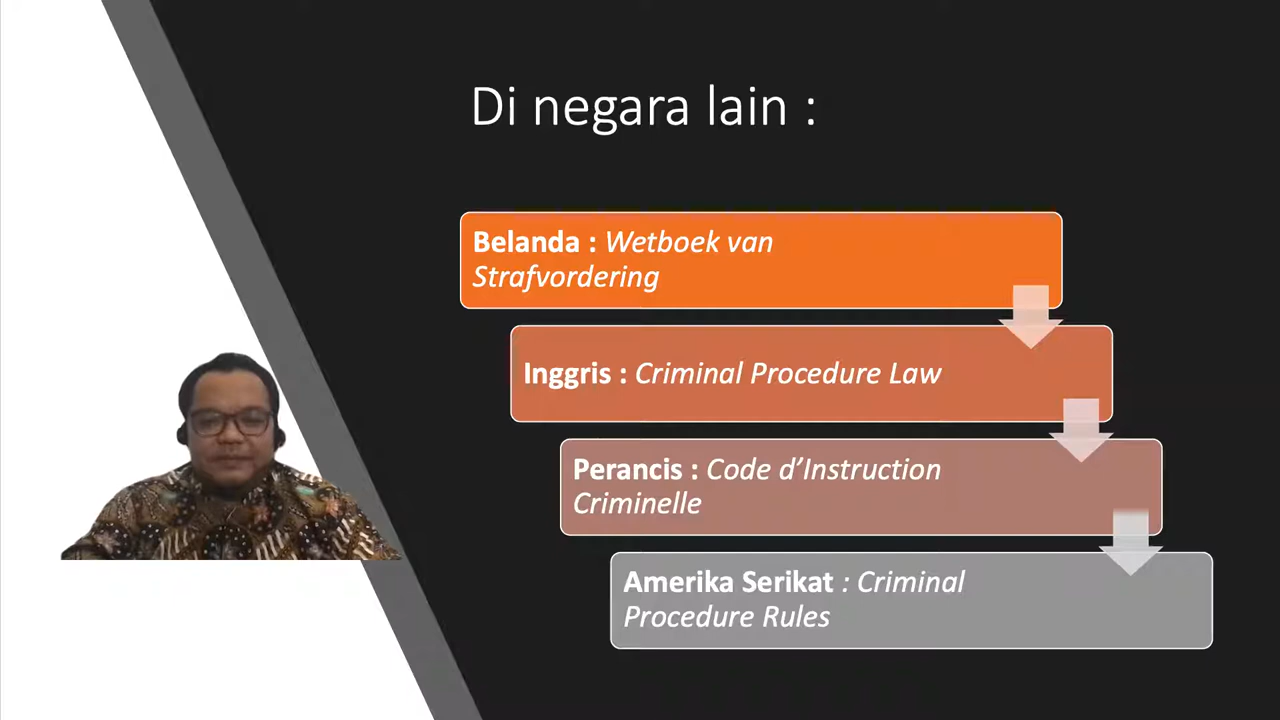 Di negara lain :
Belanda : Wetboek van
Strafvordering
Inggris : Criminal Procedure Law
Perancis : Code d’Instruction
Criminelle
Amerika Serikat : Criminal
Procedure Rules